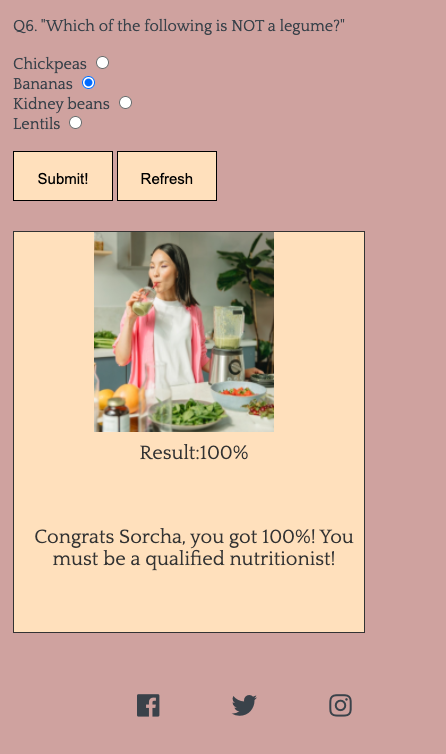 Q6. "Which of the following is NOT a legume?"
Chickpeas
Bananas
Kidney beans
Lentils
Submit! Refresh
Result:100%
Congrats Sorcha, you got 100%! You
must be a qualified nutritionist!